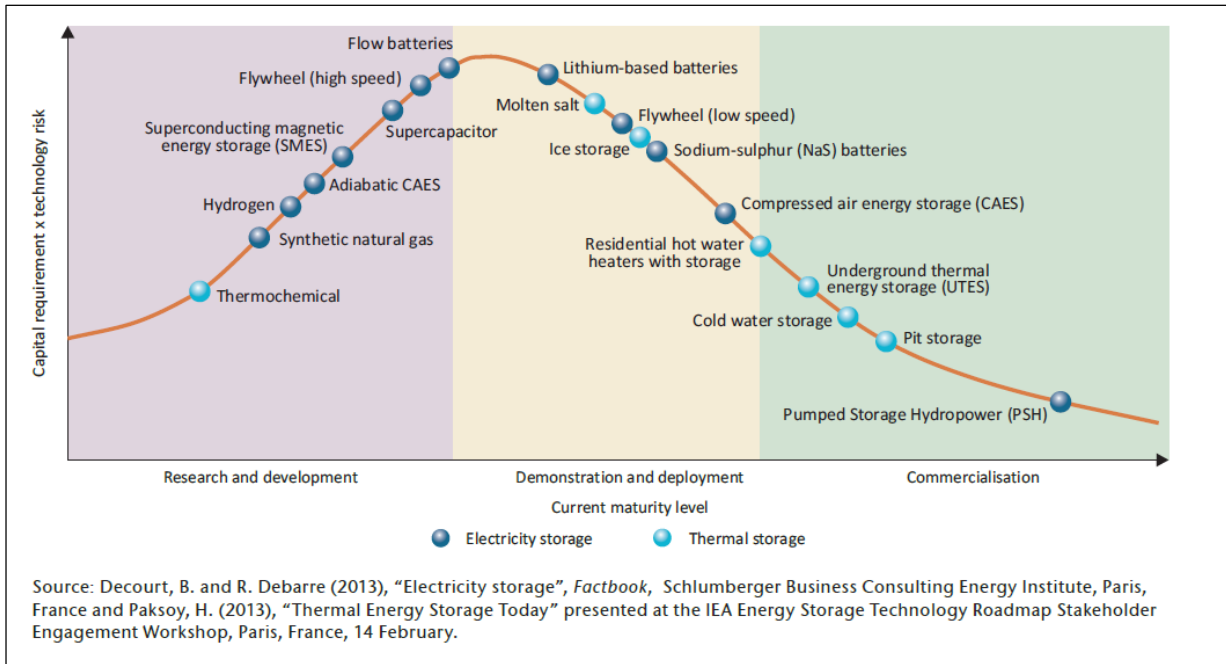 Capital requirement x technology risk
Flow batteries
Flywheel (high speed)
Supercapacitor
Superconducting magnetic
energy storage (SMES)
Adiabatic CAES
Hydrogen
Synthetic natural gas
Thermochemical
Lithium-based batteries
Molten salt
Flywheel (low speed)
Ice storage
Sodium-sulphur (NaS) batteries
Compressed air energy storage (CAES)
Residential hot water
heaters with storage
Underground thermal
energy storage (UTES)
Cold water storage
Pit storage
Pumped Storage Hydropower (PSH)
Research and development
Demonstration and deployment
Commercialisation
Current maturity level
Electricity storage
Thermal storage
Source: Decourt, B. and R. Debarre (2013), “Electricity storage”, Factbook, Schlumberger Business Consulting Energy Institute, Paris,
France and Paksoy, H. (2013), “Thermal Energy Storage Today” presented at the IEA Energy Storage Technology Roadmap Stakeholder
Engagement Workshop, Paris, France, 14 February.